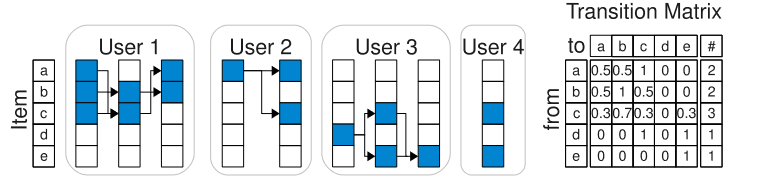 Transition Matrix
User 1 User 2 User 3 User 4 to a b c d e #
Item
a
b
c
d
e
from
a 0.5 0.5 1 0 0 2
b 0.5 1 0.5 0 0 2
c 0.3 0.7 0.3 0 0.3 3
d 0 0 1 0 1 1
e 0 0 0 0 1 1